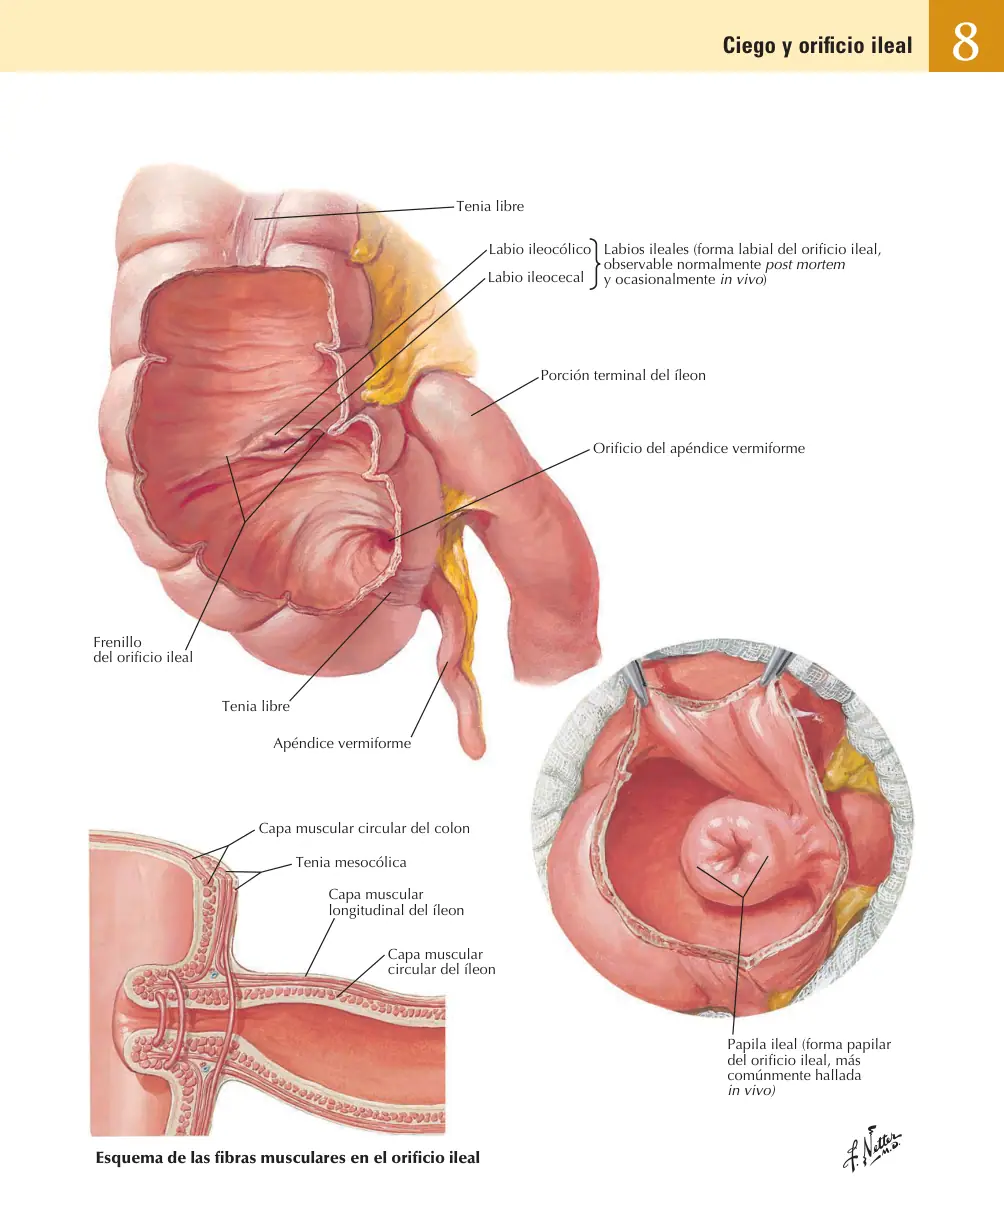 Ciego y orificio ileal
8
Tenia libre
Labio ileocólico
Labio ileocecal
Labios ileales (forma labial del orificio ileal,
observable normalmente post mortem
y ocasionalmente in vivo)
Porción terminal del íleon
Orificio del apéndice vermiforme
Frenillo
del orificio ileal
Tenia libre
Apéndice vermiforme
Capa muscular circular del colon
Tenia mesocólica
Capa muscular
longitudinal del íleon
Capa muscular
circular del íleon
Papila ileal (forma papilar
del orificio ileal, más
comúnmente hallada
in vivo)
Esquema de las fibras musculares en el orificio ileal
F. Netter
M.D.